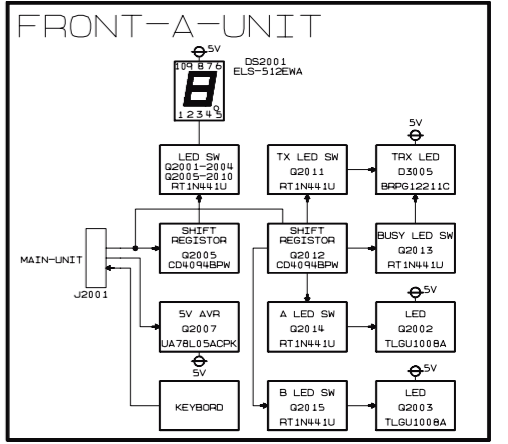 FRONT-A-UNIT
5V
DS2001
ELS-512EWA
109876
12345
LED SW
Q2001-2004
Q2005-2010
RT1N441U
TX LED SW
Q2011
RT1N441U
5V
TRX LED
D3005
BRPG12211C
MAIN-UNIT
J2001
SHIFT
REGISTOR
Q2005
CD4094BPW
SHIFT
REGISTOR
Q2012
CD4094BPW
BUSY LED SW
Q2013
RT1N441U
5V AVR
Q2007
UA78L05ACPK
5V
A LED SW
Q2014
RT1N441U
5V
LED
Q2002
TLGU1008A
KEYBORD
B LED SW
Q2015
RT1N441U
5V
LED
Q2003
TLGU1008A